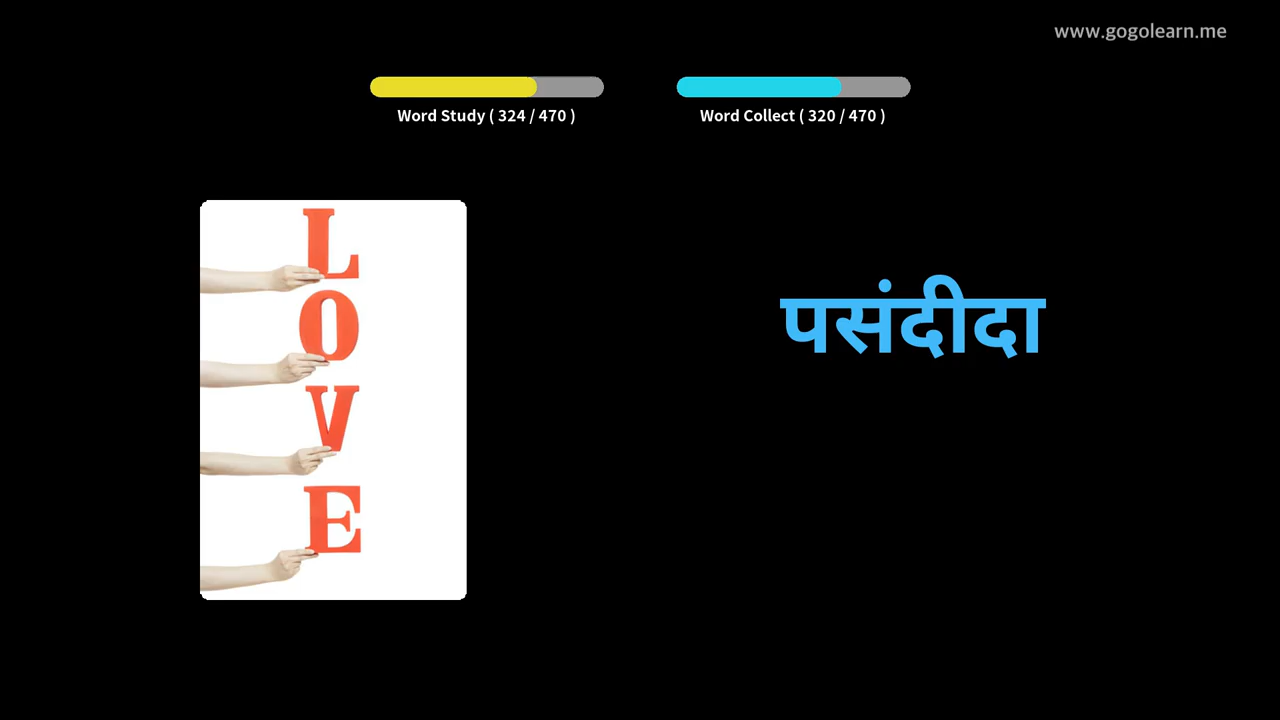 www.gogolearn.me
Word Study ( 324 / 470 )
Word Collect ( 320 / 470 )
L
O
V
E
पसंदीदा